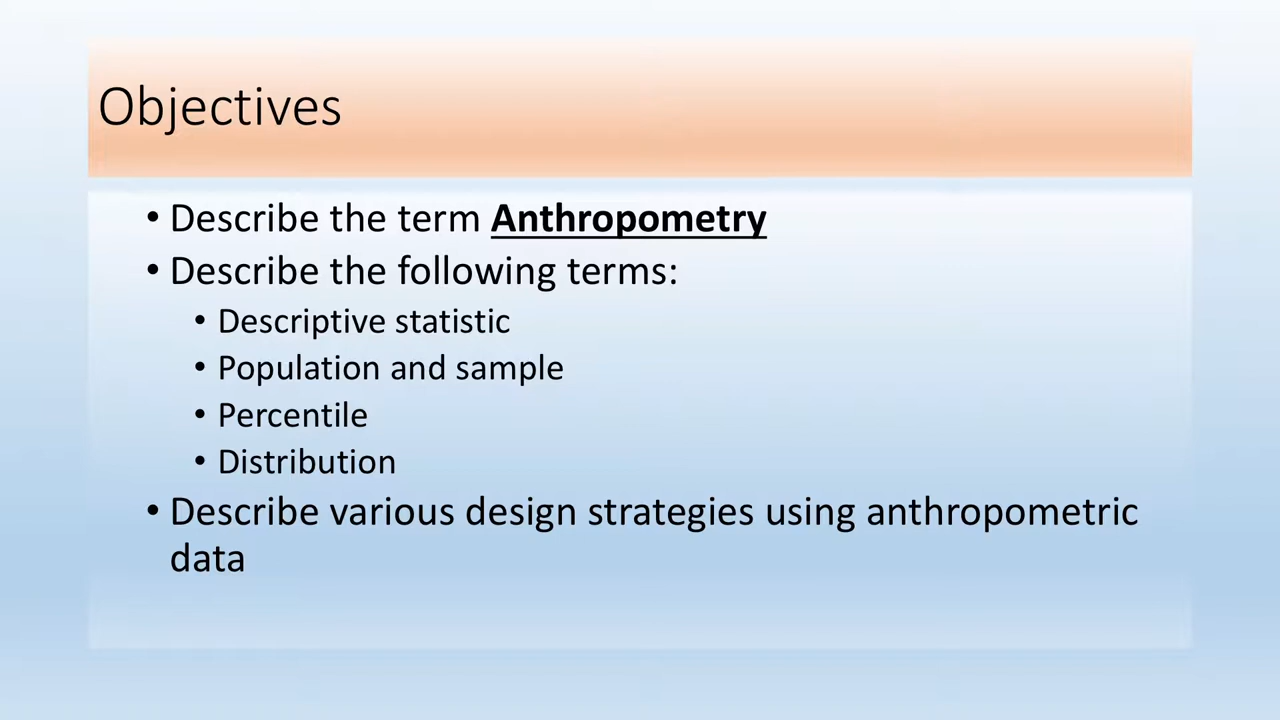 Objectives
• Describe the term Anthropometry
• Describe the following terms:
• Descriptive statistic
• Population and sample
• Percentile
• Distribution
• Describe various design strategies using anthropometric
data